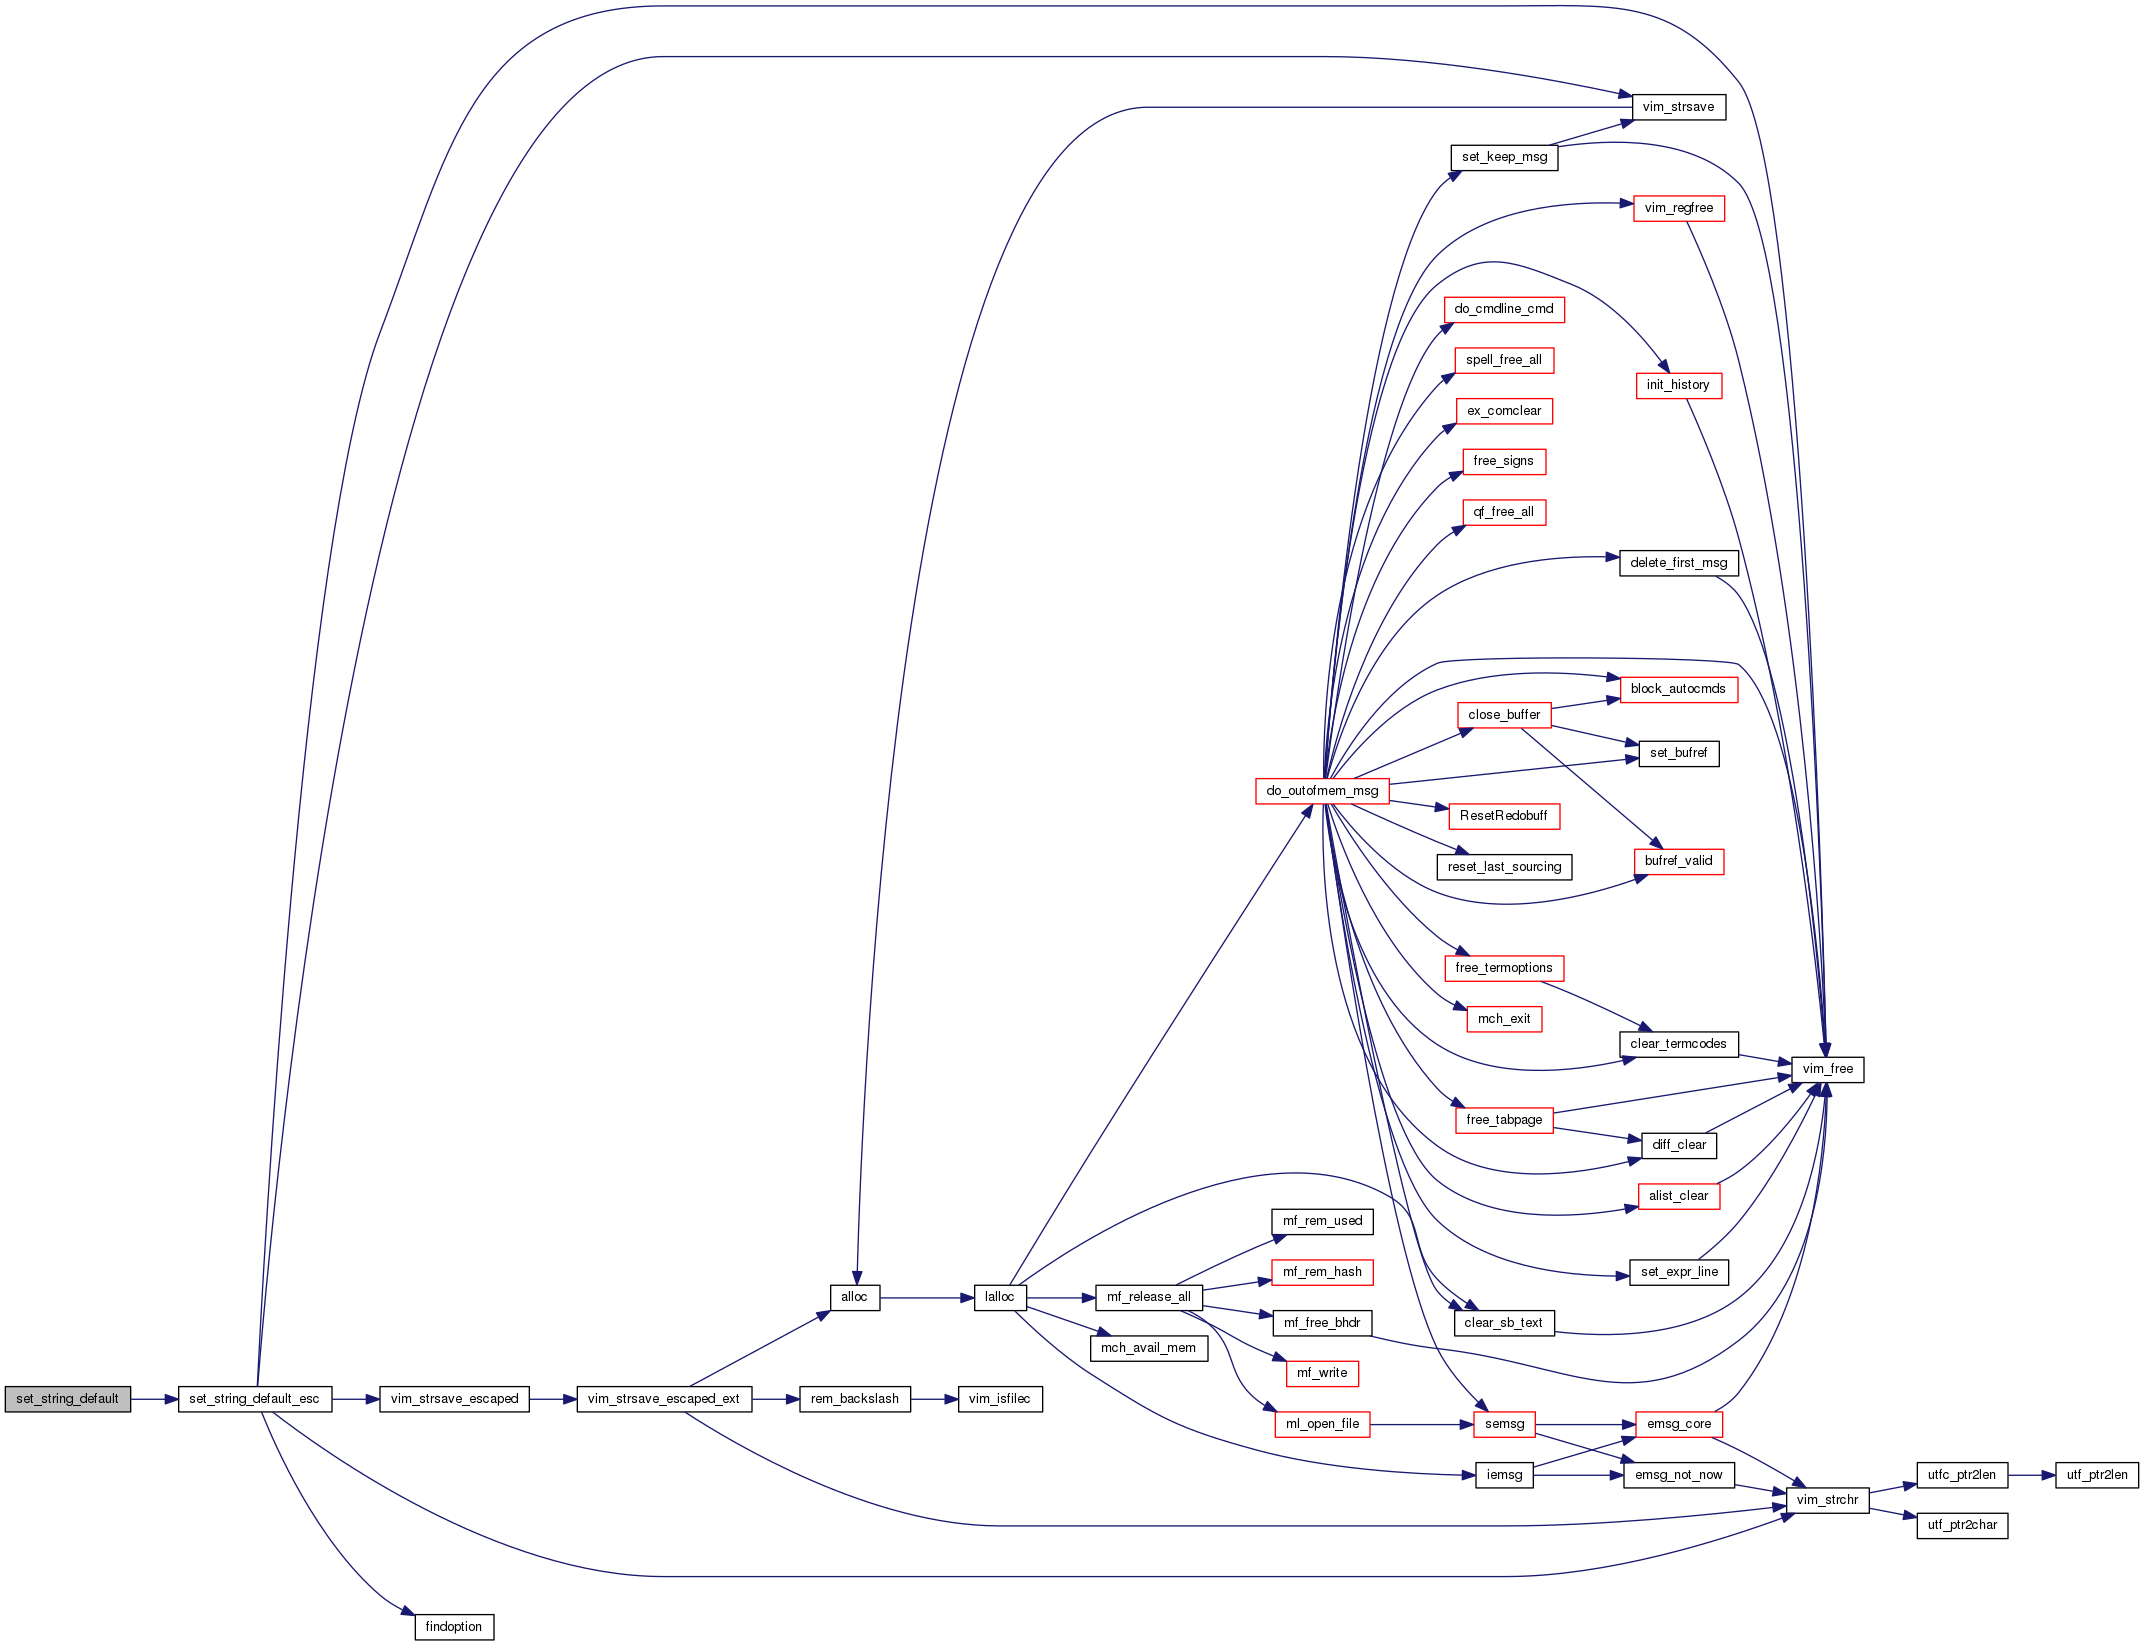 vim_strsave
set_keep_msg
vim_regfree
do_cmdline_cmd
spell_free_all
init_history
ex_comclear
free_signs
qf_free_all
delete_first_msg
block_autocmds
close_buffer
set_bufref
do_outofmem_msg
ResetRedobuff
reset_last_sourcing
bufref_valid
free_termoptions
mch_exit
clear_termcodes
vim_free
free_tabpage
diff_clear
alist_clear
mf_rem_used
mf_rem_hash
set_expr_line
alloc
lalloc
mf_release_all
mf_free_bhdr
clear_sb_text
mch_avail_mem
mf_write
set_string_default
set_string_default_esc
vim_strsave_escaped
vim_strsave_escaped_ext
rem_backslash
vim_isfilec
ml_open_file
semsg
emsg_core
iemsg
emsg_not_now
utfc_ptr2len
utf_ptr2len
vim_strchr
utf_ptr2char
findoption